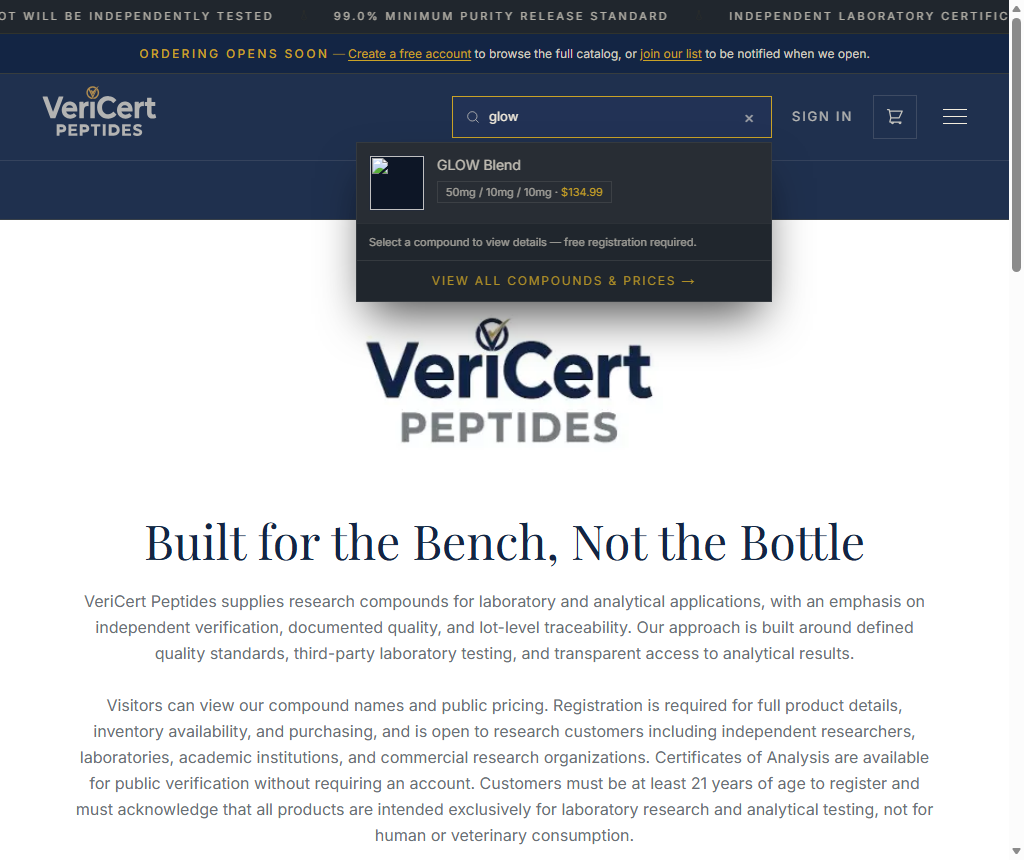 OT WILL BE INDEPENDENTLY TESTED 99.0% MINIMUM PURITY RELEASE STANDARD INDEPENDENT LABORATORY CERTIFIC
ORDERING OPENS SOON — Create a free account to browse the full catalog, or join our list to be notified when we open.
VeriCert
PEPTIDES
glow
×
SIGN IN
GLOW Blend
50mg / 10mg / 10mg · $134.99
Select a compound to view details — free registration required.
VIEW ALL COMPOUNDS & PRICES →
VeriCert
PEPTIDES
Built for the Bench, Not the Bottle
VeriCert Peptides supplies research compounds for laboratory and analytical applications, with an emphasis on
independent verification, documented quality, and lot-level traceability. Our approach is built around defined
quality standards, third-party laboratory testing, and transparent access to analytical results.
Visitors can view our compound names and public pricing. Registration is required for full product details,
inventory availability, and purchasing, and is open to research customers including independent researchers,
laboratories, academic institutions, and commercial research organizations. Certificates of Analysis are available
for public verification without requiring an account. Customers must be at least 21 years of age to register and
must acknowledge that all products are intended exclusively for laboratory research and analytical testing, not for
human or veterinary consumption.